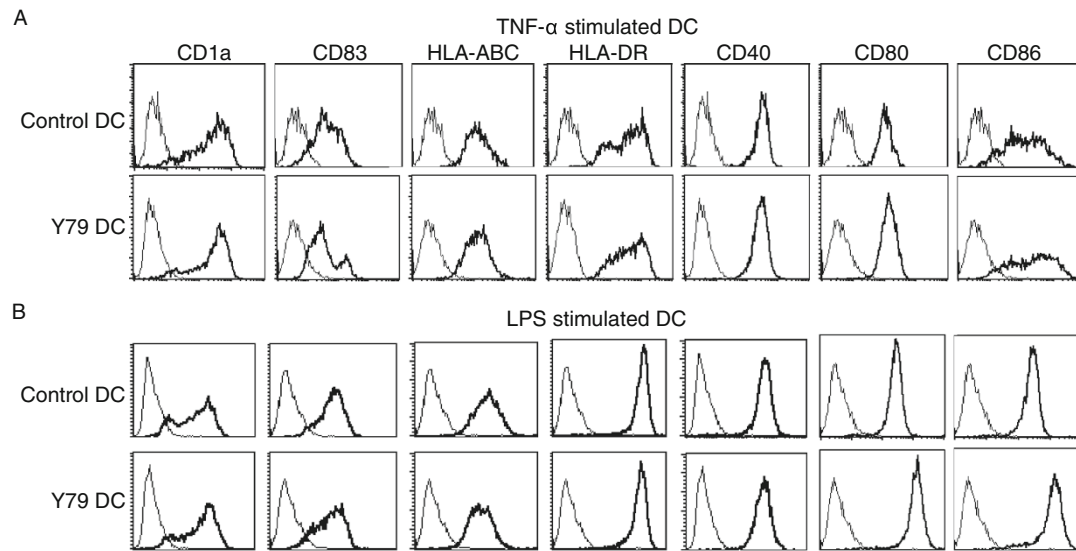 A
TNF-α stimulated DC
CD1a CD83 HLA-ABC HLA-DR CD40 CD80 CD86
Control DC
Y79 DC
B
LPS stimulated DC
Control DC
Y79 DC